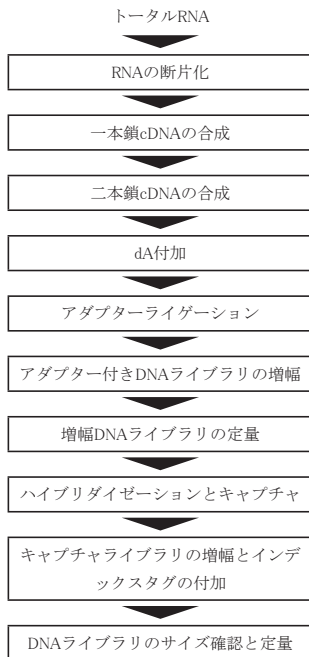 トータルRNA
RNAの断片化
一本鎖cDNAの合成
二本鎖cDNAの合成
dA付加
アダプターライゲーション
アダプター付きDNAライブラリの増幅
増幅DNAライブラリの定量
ハイブリダイゼーションとキャプチャ
キャプチャライブラリの増幅とインデ
ックスタグの付加
DNAライブラリのサイズ確認と定量